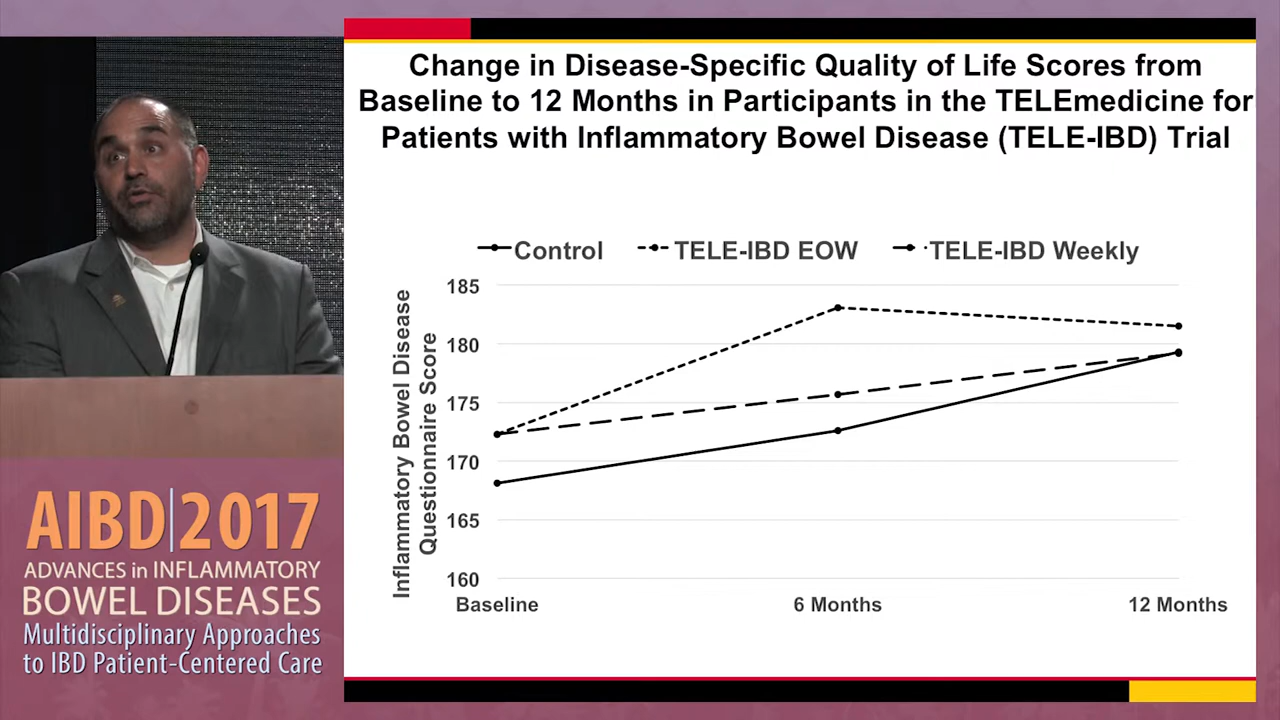 Change in Disease-Specific Quality of Life Scores from
Baseline to 12 Months in Participants in the TELEmedicine for
Patients with Inflammatory Bowel Disease (TELE-IBD) Trial
Control
TELE-IBD EOW
TELE-IBD Weekly
Inflammatory Bowel Disease
Questionnaire Score
185
180
175
170
165
160
Baseline
6 Months
12 Months
AIBD|2017
ADVANCES in INFLAMMATORY
BOWEL DISEASES
Multidisciplinary Approaches
to IBD Patient-Centered Care